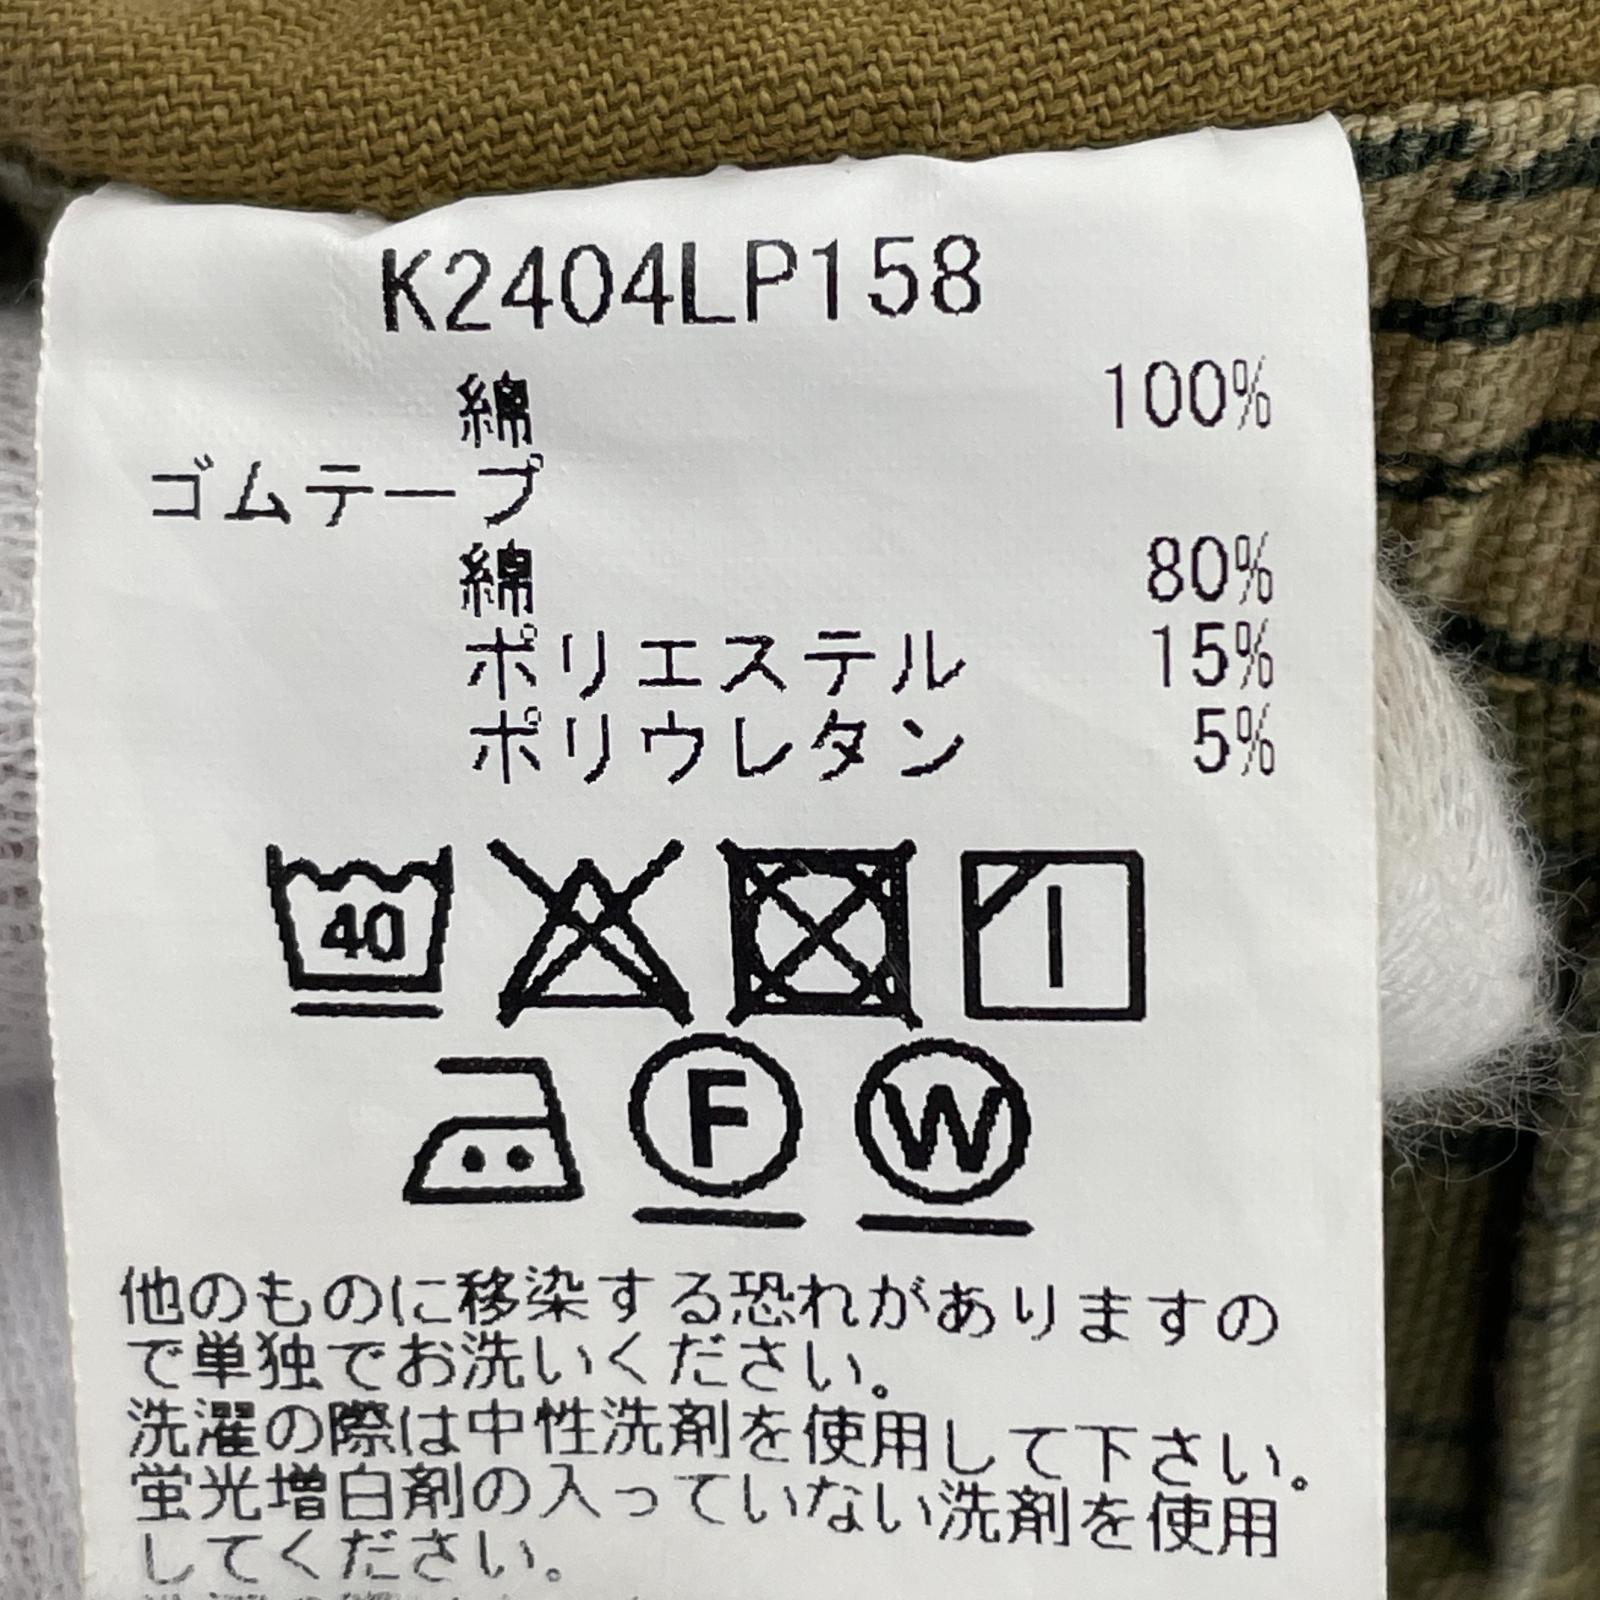 K2404LP158
綿 100%
ゴムテープ
綿 80%
ポリエステル 15%
ポリウレタン 5%
40
F W
他のものに移染する恐れがありますの
で単独でお洗いください。
洗濯の際は中性洗剤を使用して下さい。
蛍光増白剤の入っていない洗剤を使用
してください。